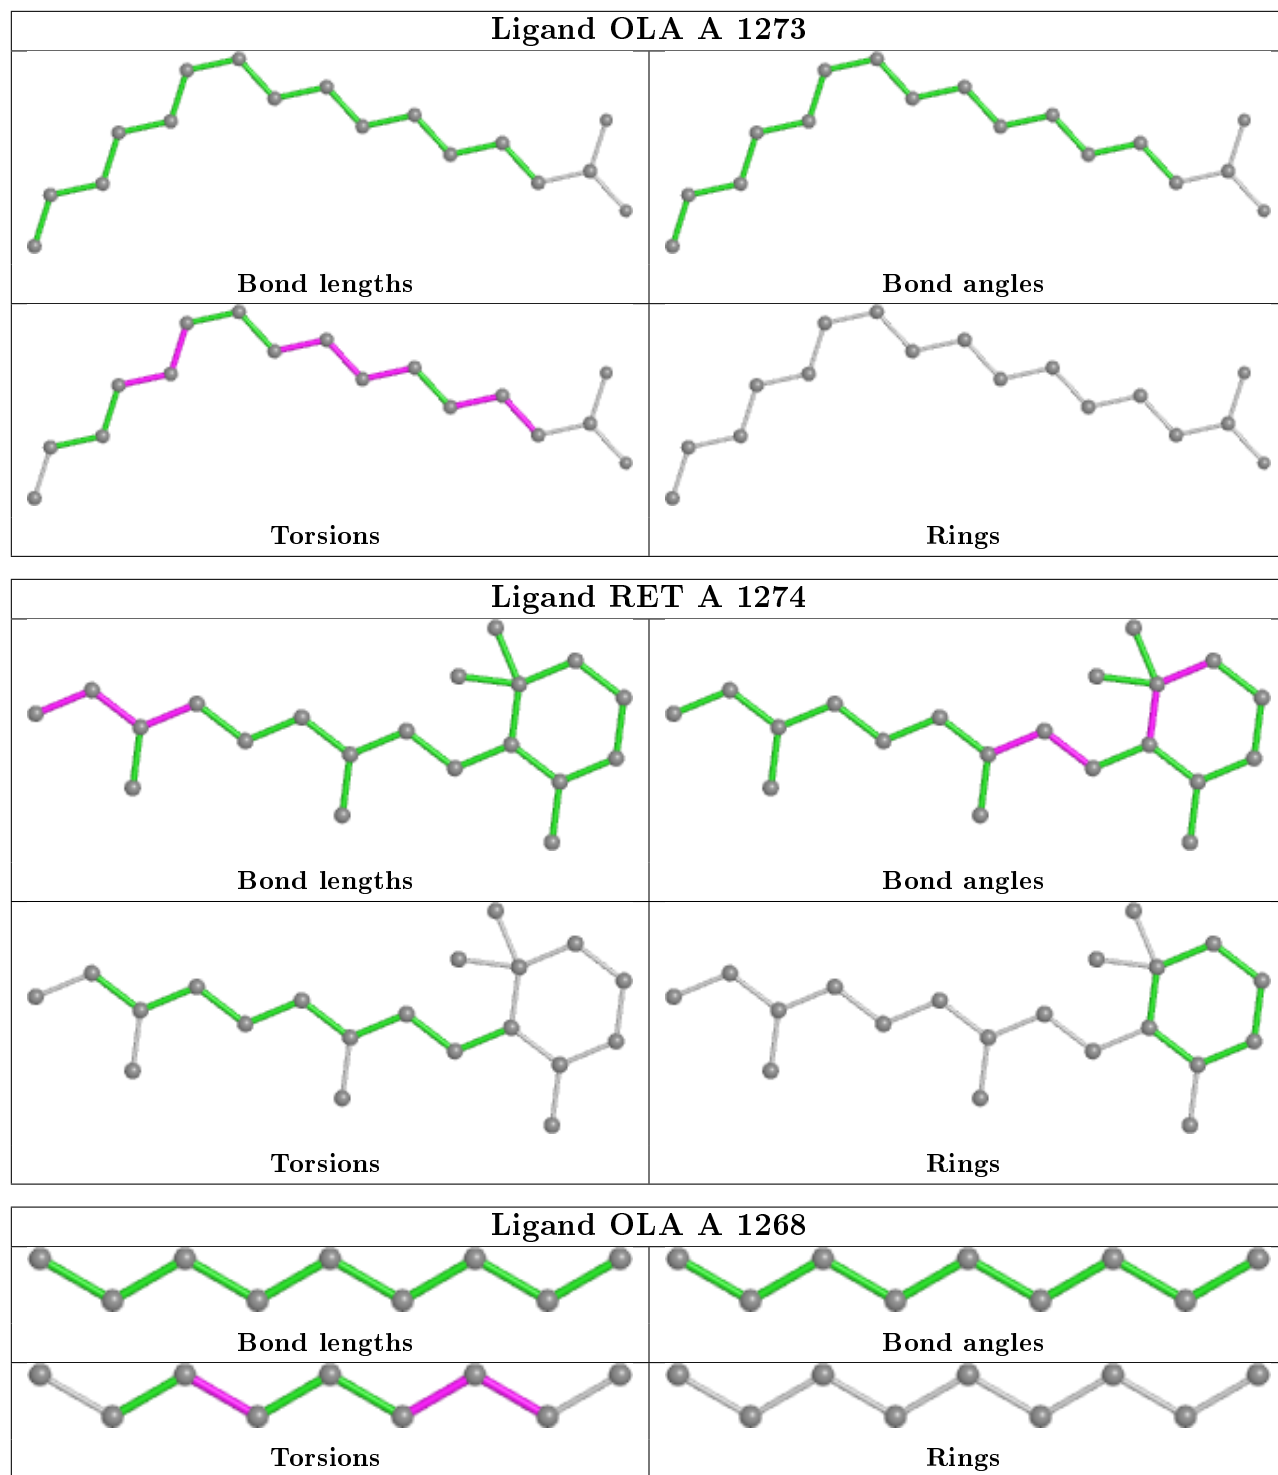 Ligand OLA A 1273
Bond lengths
Bond angles
Torsions
Rings
Ligand RET A 1274
Bond lengths
Bond angles
Torsions
Rings
Ligand OLA A 1268
Bond lengths
Bond angles
Torsions
Rings